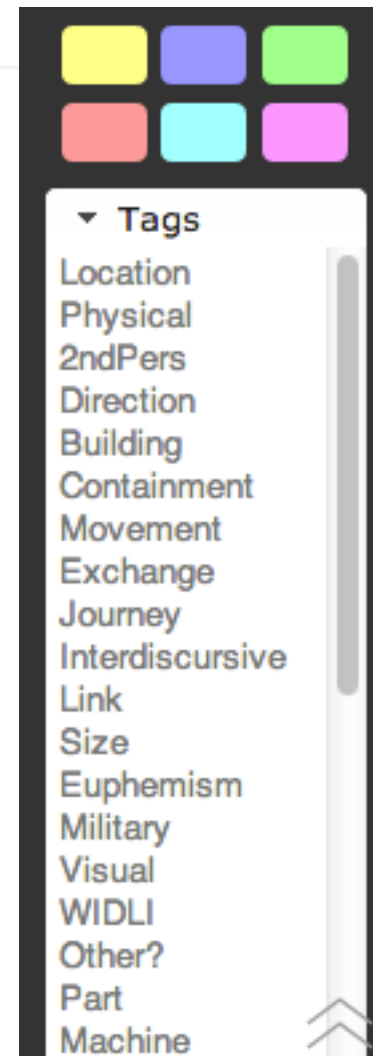 Tags
Location
Physical
2ndPers
Direction
Building
Containment
Movement
Exchange
Journey
Interdiscursive
Link
Size
Euphemism
Military
Visual
WIDLI
Other?
Part
Machine